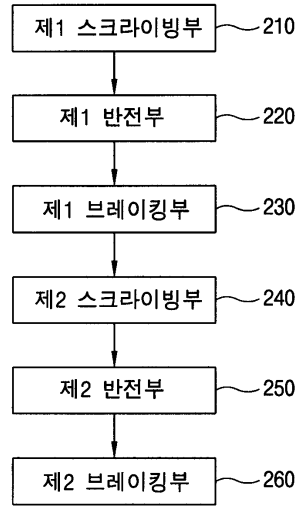 제1 스크라이빙부 210
제1 반전부 220
제1 브레이킹부 230
제2 스크라이빙부 240
제2 반전부 250
제2 브레이킹부 260